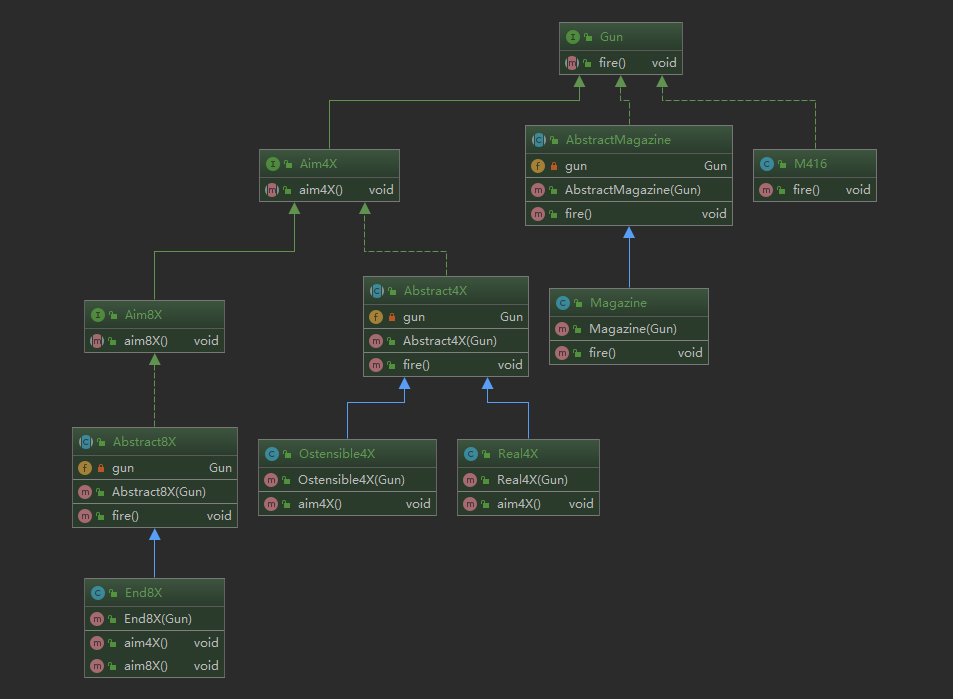 Gun
fire() void
Aim4X
aim4X() void
AbstractMagazine
gun Gun
AbstractMagazine(Gun)
fire() void
M416
fire() void
Aim8X
aim8X() void
Abstract4X
gun Gun
Abstract4X(Gun)
fire() void
Magazine
Magazine(Gun)
fire() void
Abstract8X
gun Gun
Abstract8X(Gun)
fire() void
Ostensible4X
Ostensible4X(Gun)
aim4X() void
Real4X
Real4X(Gun)
aim4X() void
End8X
End8X(Gun)
aim4X() void
aim8X() void